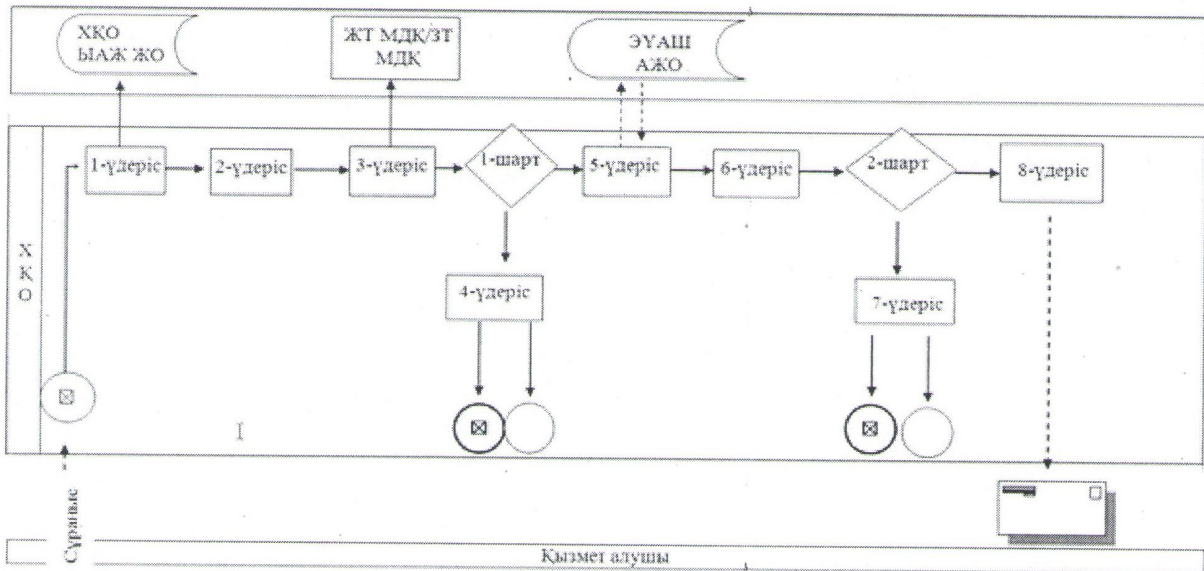 ХҚО
ЫАЖ ЖО
ЖТ МДҚ/ЗТ
МДҚ
ЭҮАШ
АЖО
1-үдеріс
2-үдеріс
3-үдеріс
1-шарт
5-үдеріс
6-үдеріс
2-шарт
8-үдеріс
Х
Қ
О
4-үдеріс
7-үдеріс
Сұраныс
Қызмет алушы